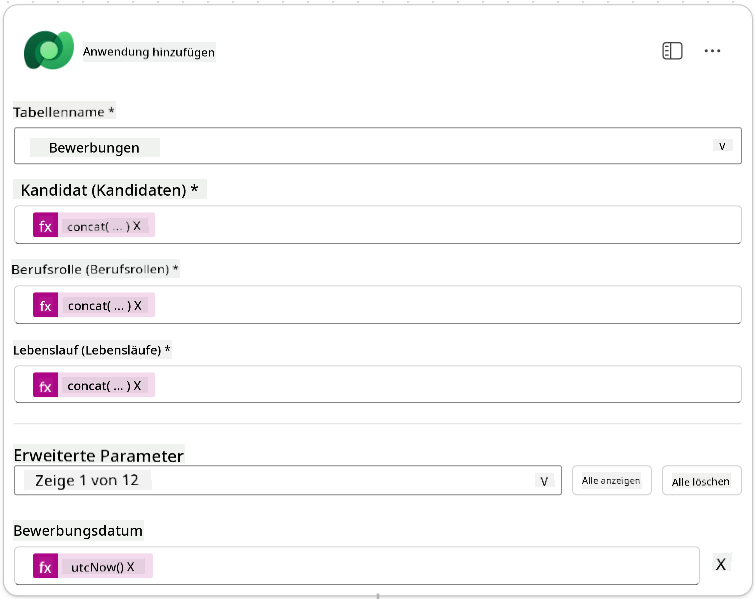 Anwendung hinzufügen
Tabellenname *
Bewerbungen v
Kandidat (Kandidaten) *
fx concat( ... ) X
Berufsrolle (Berufsrollen) *
fx concat( ... ) X
Lebenslauf (Lebensläufe) *
fx concat( ... ) X
Erweiterte Parameter
Zeige 1 von 12 v Alle anzeigen Alle löschen
Bewerbungsdatum
fx utcNow() X X